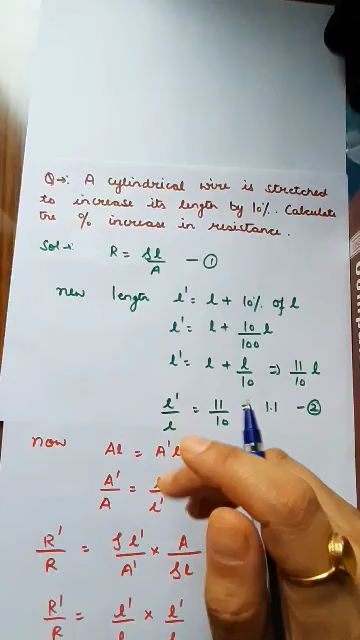 Q→: A cylindrical wire is stretched
to increase its length by 10%. Calculate
the % increase in resistance.
Sol: R = ρl/A — ①
new length l' = l + 10% of l
l' = l + 10/100 l
l' = l + l/10 ⇒ 11/10 l
l'/l = 11/10 = 1.1 — ②
Now Al = A'l
A'/A = l/l'
R'/R = ρl'/A' × A/ρl
R'/R = l'/l × l'/l